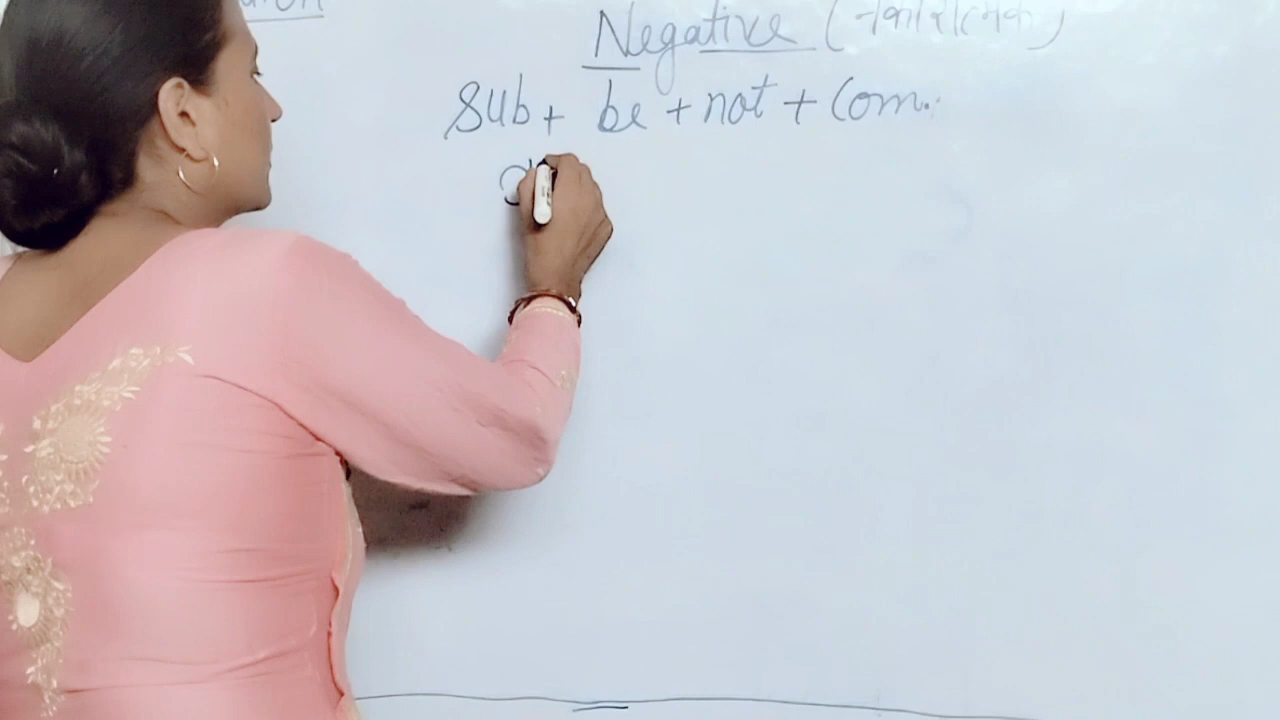 Negative (नकारात्मक)
Sub + be + not + Com.